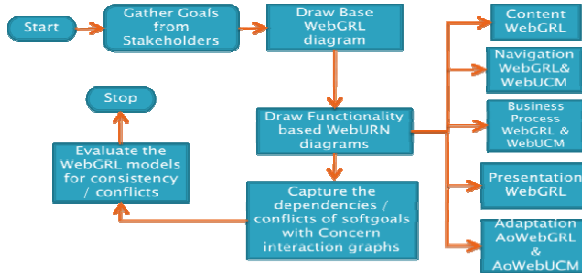 Start
Gather Goals
from
Stakeholders
Draw Base
WebGRL
diagram
Content
WebGRL
Navigation
WebGRL&
WebUCM
Stop
Draw Functionality
based WebURN
diagrams
Business
Process
WebGRL &
WebUCM
Evaluate the
WebGRL models
for consistency
/ conflicts
Capture the
dependencies /
conflicts of softgoals
with Concern
interaction graphs
Presentation
WebGRL
Adaptation
AoWebGRL
&
AoWebUCM